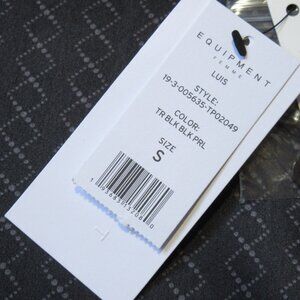 EQUIPMENT
FEMME
LUIS
STYLE:
19-3-005635-TP02049
COLOR:
TR BLK BLK PRL
SIZE
S